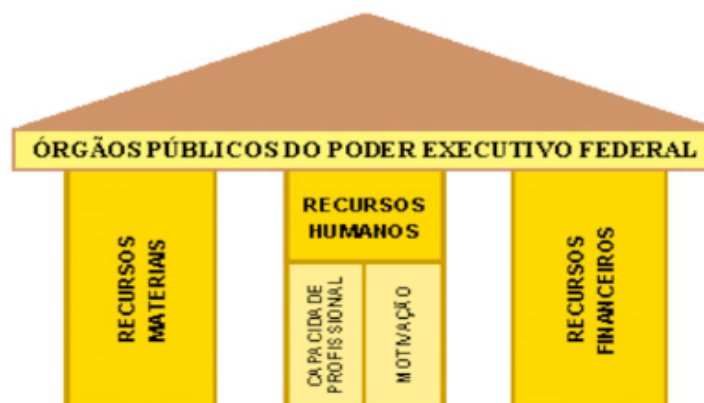 ÓRGÃOS PÚBLICOS DO PODER EXECUTIVO FEDERAL
RECURSOS
MATERIAIS
RECURSOS
HUMANOS
CAPACIDADE
PROFISSIONAL
MOTIVAÇÃO
RECURSOS
FINANCEIROS